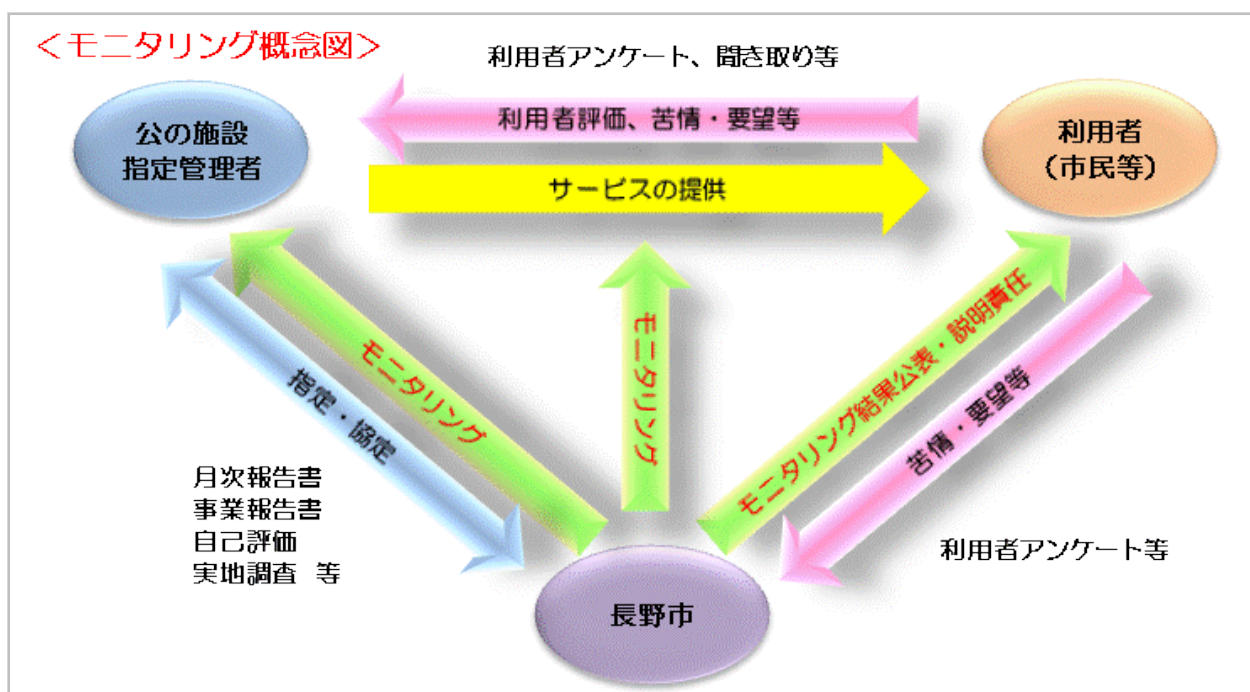 ＜モニタリング概念図＞
利用者アンケート、聞き取り等
利用者評価、苦情・要望等
公の施設
指定管理者
利用者
（市民等）
サービスの提供
モニタリング
指定・協定
モニタリング
モニタリング結果公表・説明責任
苦情・要望等
月次報告書
事業報告書
自己評価
実地調査 等
利用者アンケート等
長野市